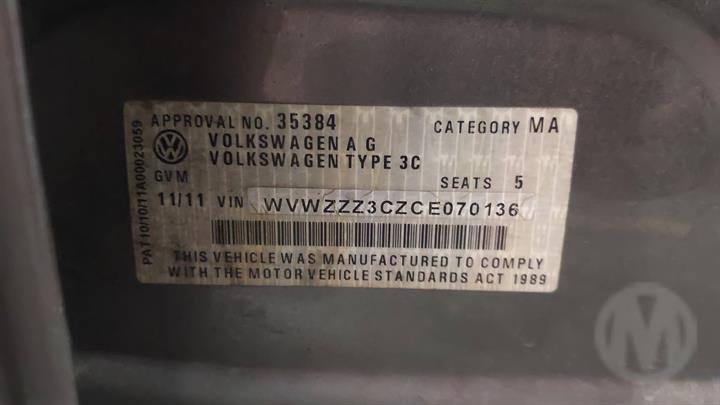 APPROVAL NO. 35384 CATEGORY MA
VOLKSWAGEN A G
VOLKSWAGEN TYPE 3C
GVM SEATS 5
11/11 VIN WVWZZZ3CZCE070136
THIS VEHICLE WAS MANUFACTURED TO COMPLY
WITH THE MOTOR VEHICLE STANDARDS ACT 1989
PAT10/10/11A00023059
M